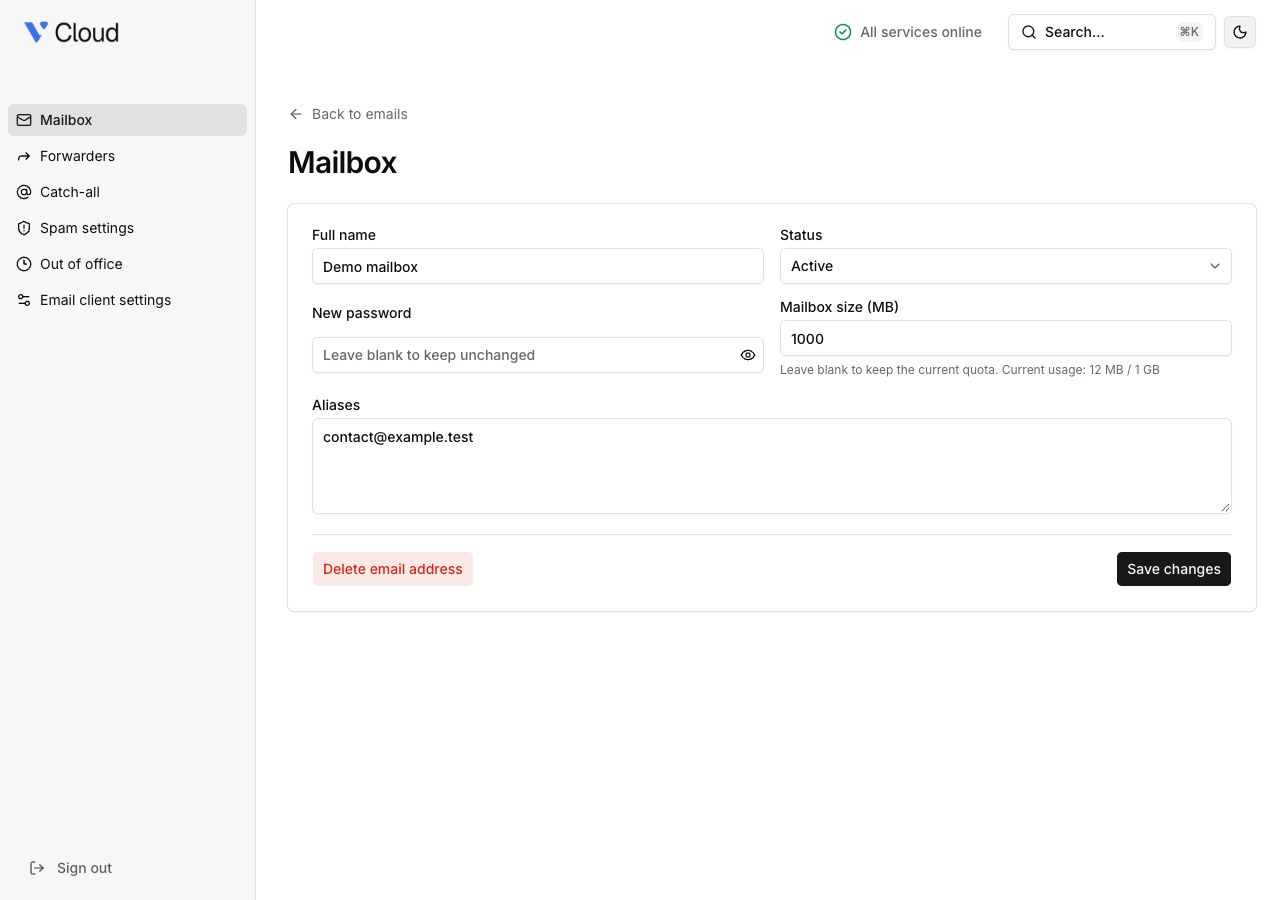 Cloud
All services online
Search...
⌘K
Mailbox
Forwarders
Catch-all
Spam settings
Out of office
Email client settings
Sign out
Back to emails
Mailbox
Full name
Demo mailbox
Status
Active
New password
Leave blank to keep unchanged
Mailbox size (MB)
1000
Leave blank to keep the current quota. Current usage: 12 MB / 1 GB
Aliases
contact@example.test
Delete email address
Save changes